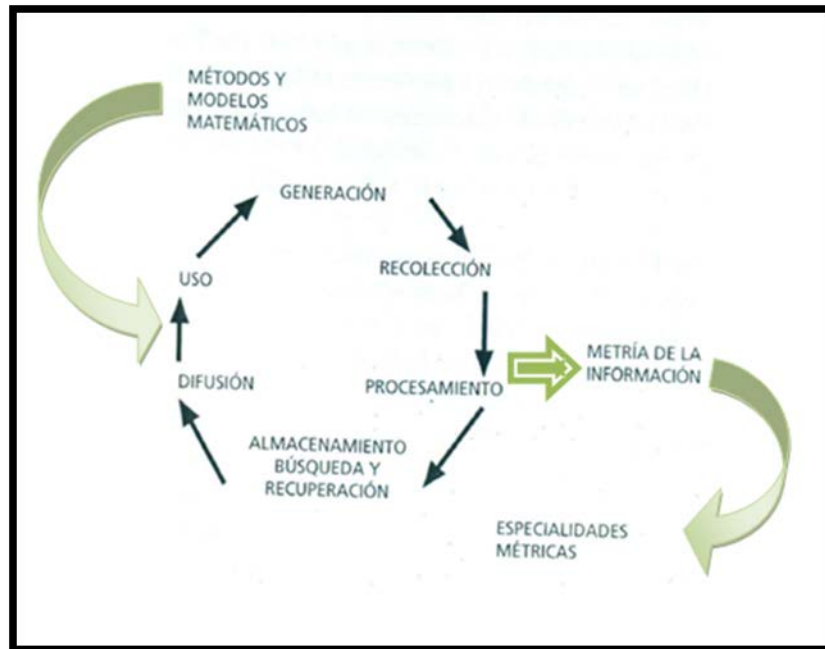 MÉTODOS Y
MODELOS
MATEMÁTICOS
GENERACIÓN
RECOLECCIÓN
USO
METRÍA DE LA
INFORMACIÓN
DIFUSIÓN
PROCESAMIENTO
ALMACENAMIENTO
BÚSQUEDA Y
RECUPERACIÓN
ESPECIALIDADES
MÉTRICAS